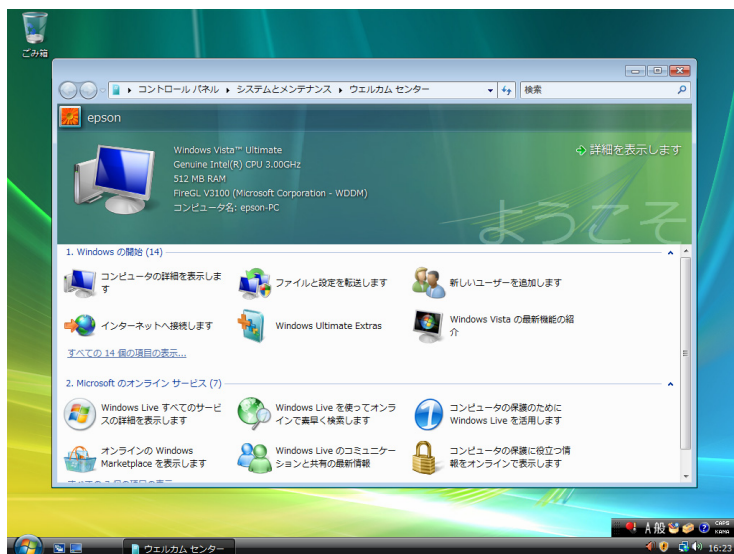 ごみ箱
コントロール パネル ▸ システムとメンテナンス ▸ ウエルカム センター
検索
epson
Windows Vista™ Ultimate
Genuine Intel(R) CPU 3.00GHz
512 MB RAM
FireGL V3100 (Microsoft Corporation - WDDM)
コンピュータ名: epson-PC
詳細を表示します
ようこそ
1. Windows の開始 (14)
コンピュータの詳細を表示しま
す
ファイルと設定を転送します
新しいユーザーを追加します
インターネットへ接続します
Windows Ultimate Extras
Windows Vista の最新機能の紹
介
すべての 14 個の項目の表示...
2. Microsoft のオンライン サービス (7)
Windows Live すべてのサービ
スの詳細を表示します
Windows Live を使ってオンラ
インで素早く検索します
コンピュータの保護のために
Windows Live を活用します
オンラインの Windows
Marketplace を表示します
Windows Live のコミュニケー
ションと共有の最新情報
コンピュータの保護に役立つ情
報をオンラインで表示します
A 般
CAPS
KANA
ウエルカム センター
16:23